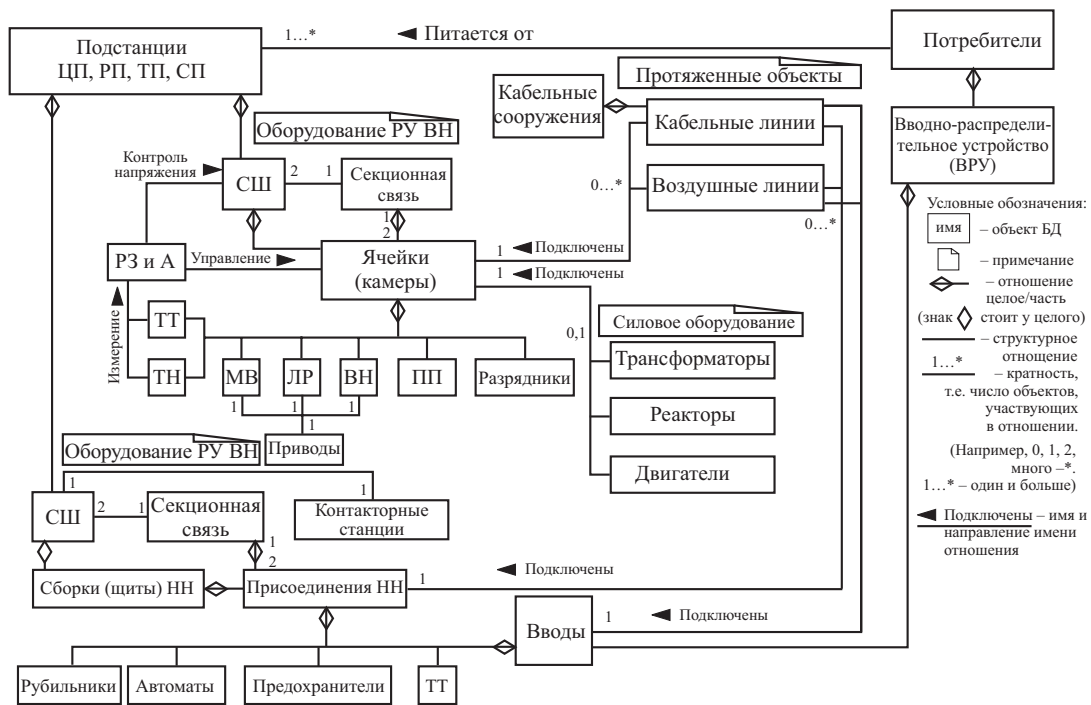 Подстанции
ЦП, РП, ТП, СП
1…*
Питается от
Потребители
Протяженные объекты
Кабельные
сооружения
Кабельные линии
Воздушные линии
0…*
0…*
Вводно-распредели-
тельное устройство
(ВРУ)
Оборудование РУ ВН
Контроль
напряжения
СШ
2
1
Секционная
связь
1
2
РЗ и А
Управление
Ячейки
(камеры)
1
Подключены
1
Подключены
Измерение
ТТ
ТН
МВ
ЛР
ВН
ПП
Разрядники
1
1
1
1
Приводы
0,1
Силовое оборудование
Трансформаторы
Реакторы
Двигатели
Условные обозначения:
имя
– объект БД
– примечание
– отношение
целое/часть
(знак
стоит у целого)
– структурное
отнощение
1…*
– кратность,
т.е. число объектов,
участвующих
в отношении.
(Например, 0, 1, 2,
много –*.
1…* – один и больше)
Подключены – имя и
направление имени
отношения
Оборудование РУ ВН
СШ
1
2
1
Секционная
связь
1
Контакторные
станции
1
2
Сборки (щиты) НН
Присоединения НН
1
Подключены
Вводы
1
Подключены
Рубильники
Автоматы
Предохранители
ТТ